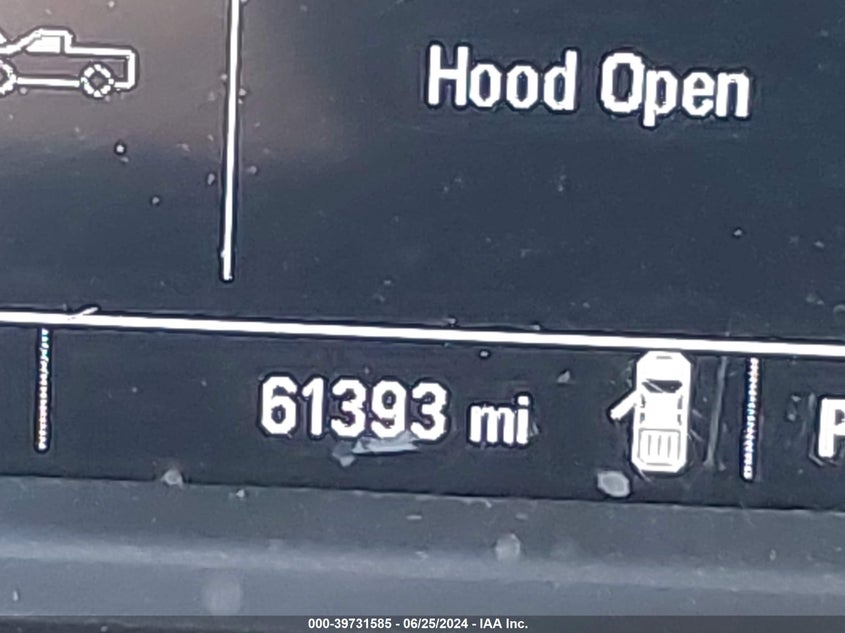 Hood Open
61393 mi
P
000-39731585 - 06/25/2024 - IAA Inc.